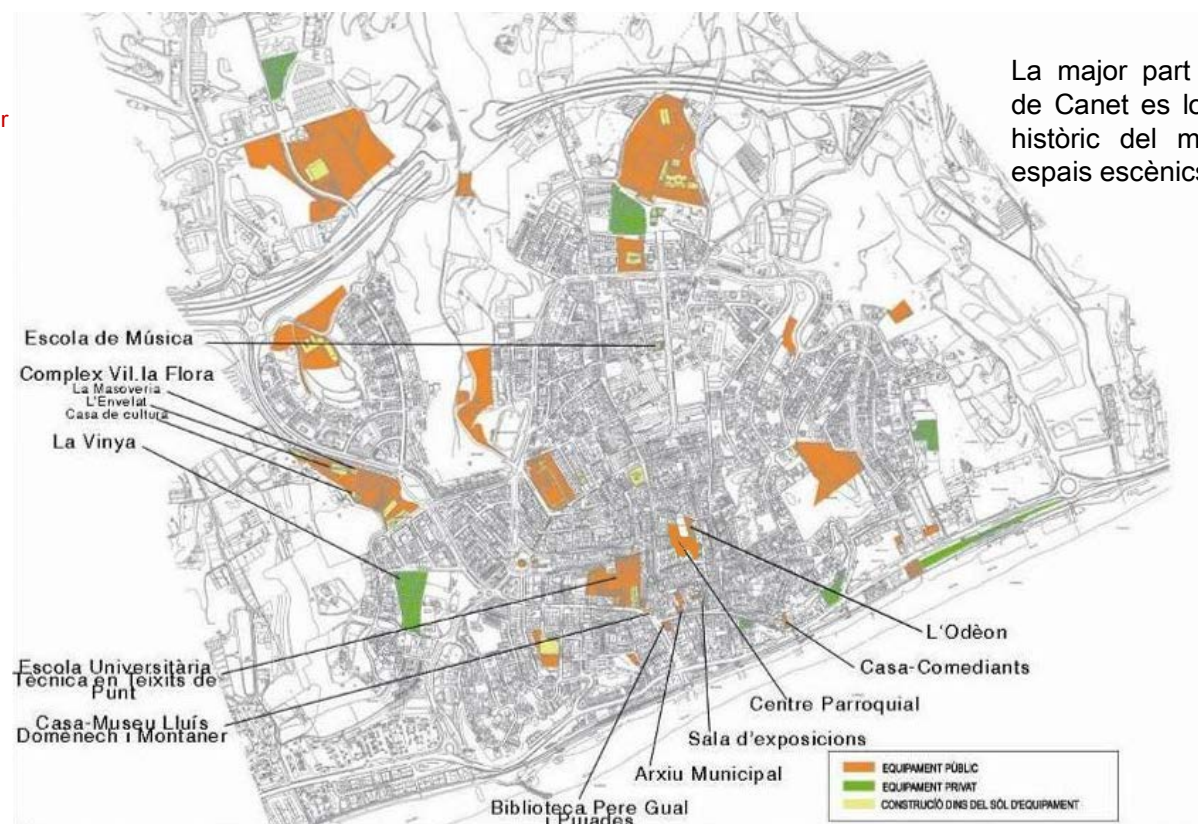 r
La major part
de Canet es lo
històric del m
espais escènics
Escola de Música
Complex Vil.la Flora
La Masoveria
L'Envelat
Casa de cultura
La Vinya
Escola Universitària
Tècnica en Teixits de
Punt
Casa-Museu Lluís
Domènech i Montaner
L'Odèon
Casa-Comediants
Centre Parroquial
Sala d'exposicions
Arxiu Municipal
Biblioteca Pere Gual
i Pujades
EQUIPAMENT PÚBLIC
EQUIPAMENT PRIVAT
CONSTRUCCIÓ DINS DEL SÒL D'EQUIPAMENT